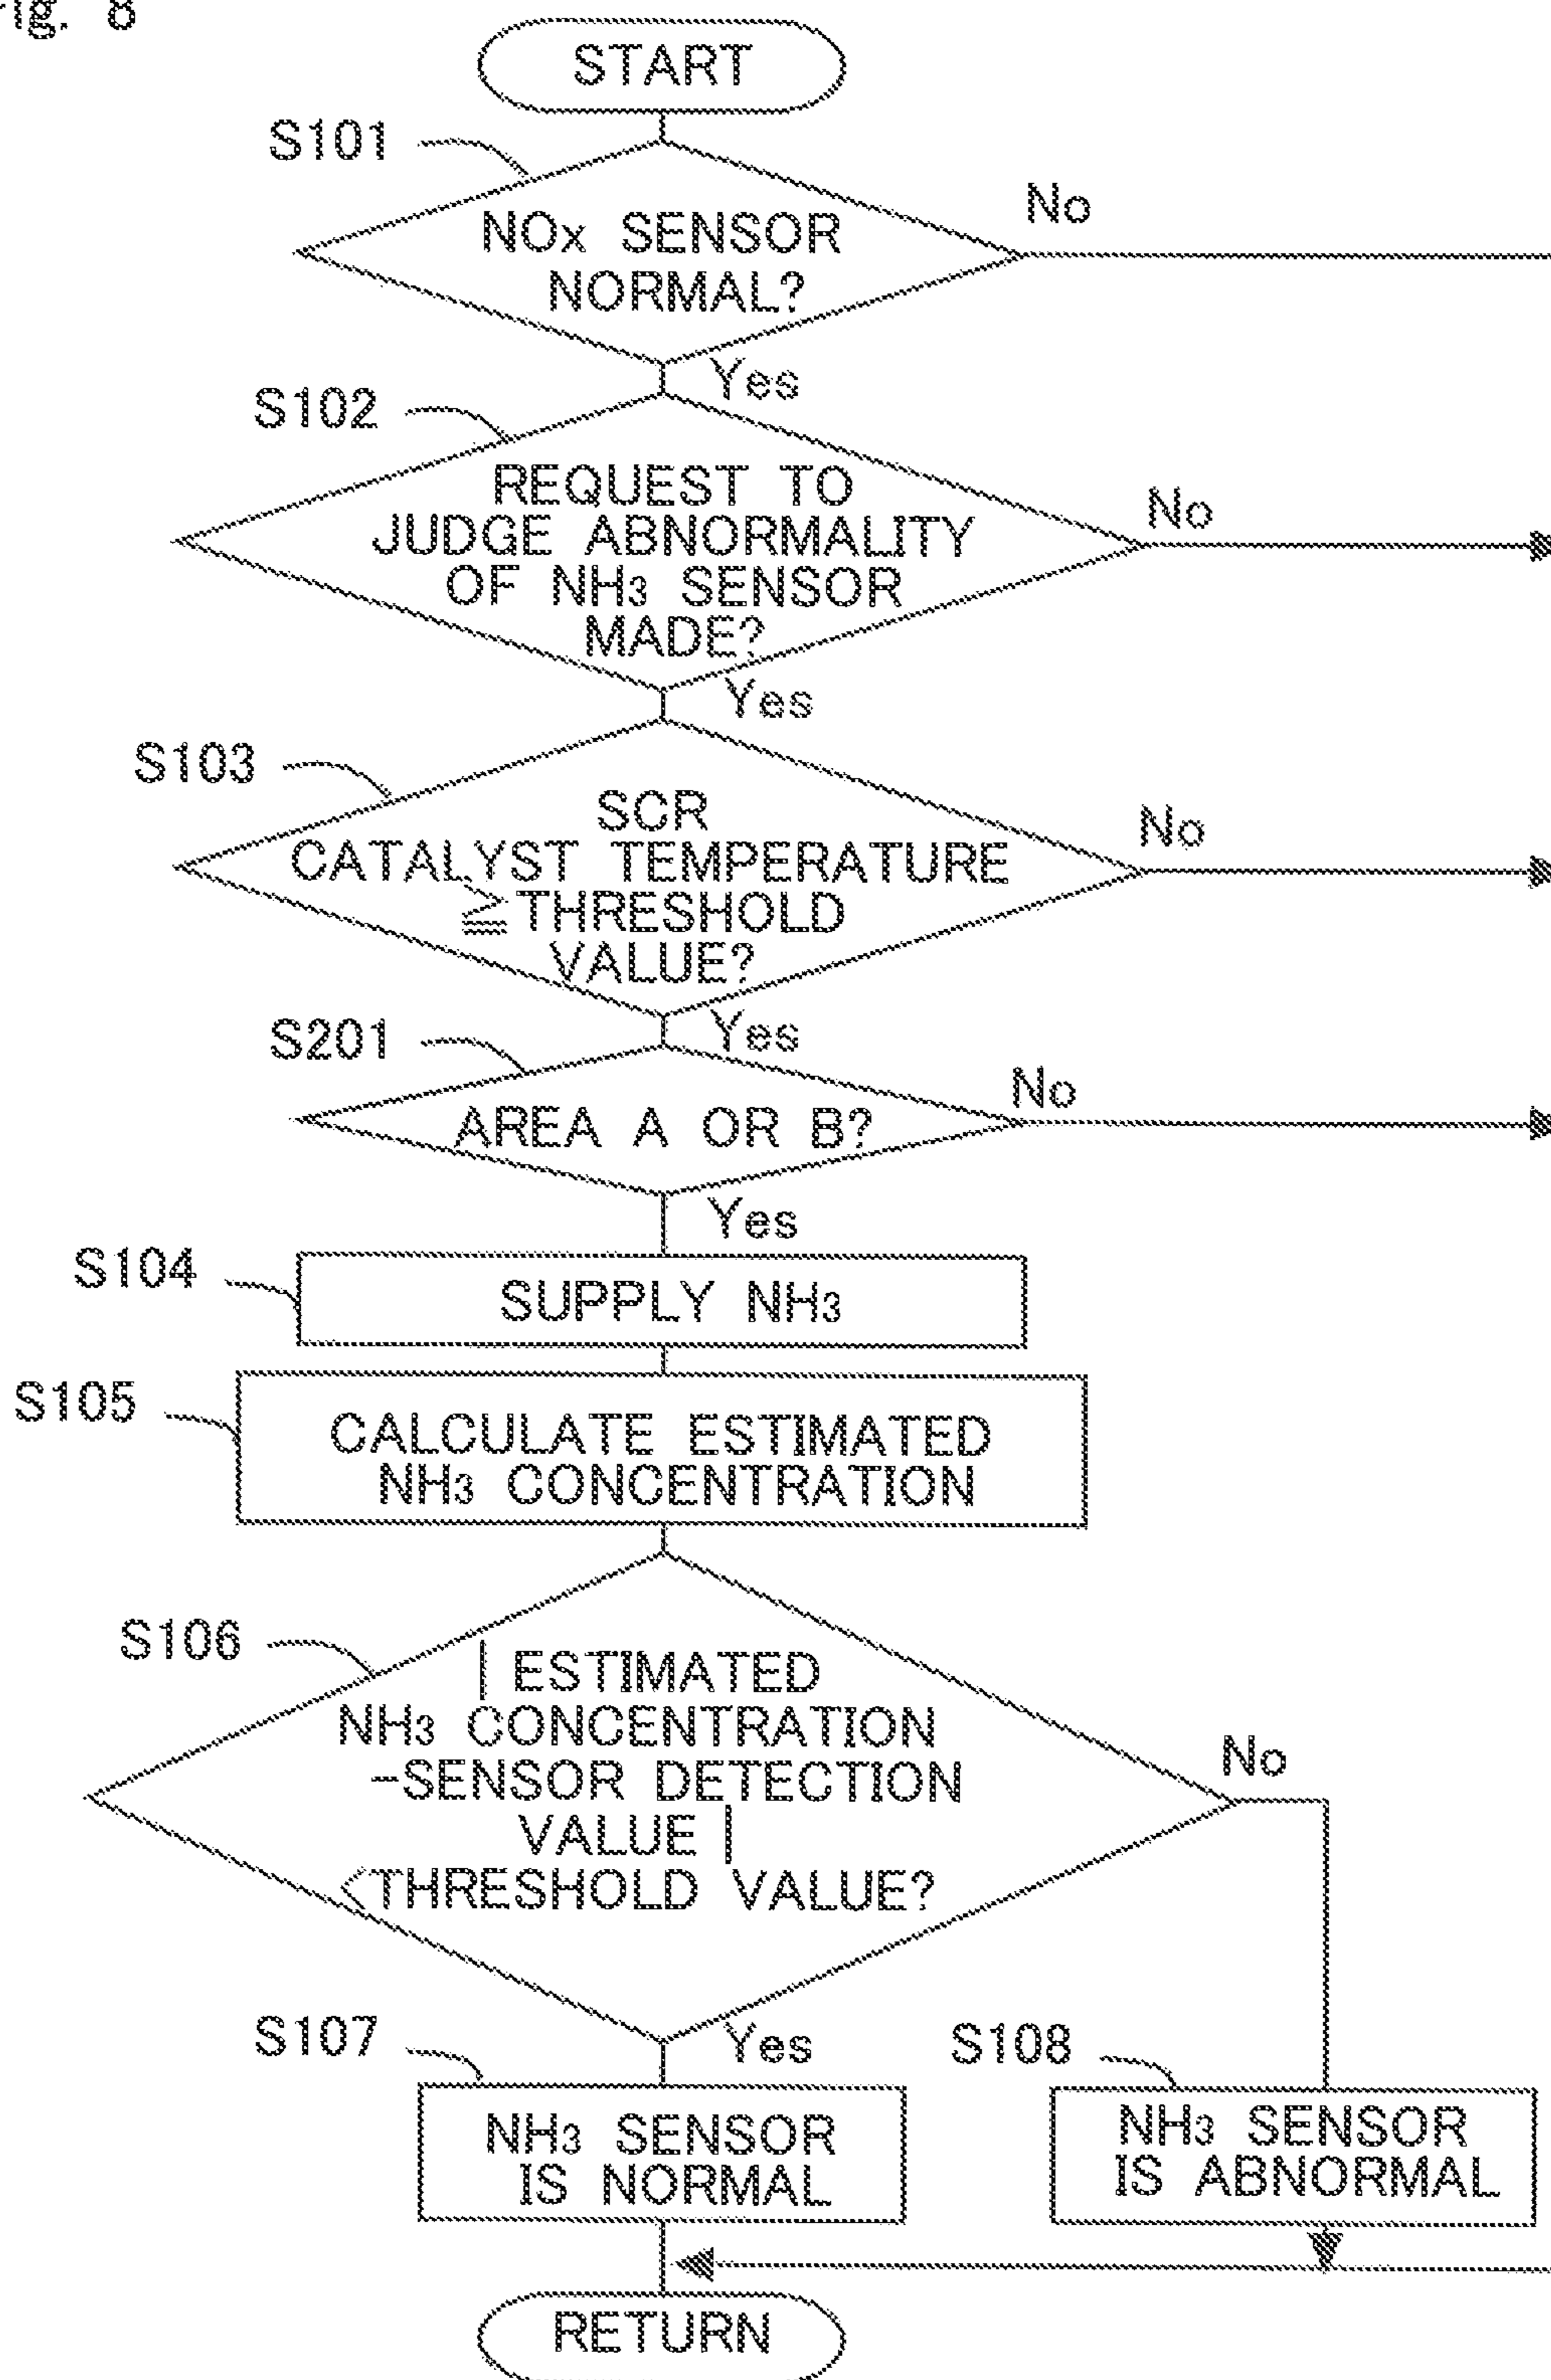 Fig. 8
START
S101
NOx SENSOR
NORMAL?
No
Yes
S102
REQUEST TO
JUDGE ABNORMALITY
OF NH3 SENSOR
MADE?
No
Yes
S103
SCR
CATALYST TEMPERATURE
≧THRESHOLD
VALUE?
No
Yes
S201
AREA A OR B?
No
Yes
S104
SUPPLY NH3
S105
CALCULATE ESTIMATED
NH3 CONCENTRATION
S106
| ESTIMATED
NH3 CONCENTRATION
-SENSOR DETECTION
VALUE |
<THRESHOLD VALUE?
No
Yes
S107
NH3 SENSOR
IS NORMAL
S108
NH3 SENSOR
IS ABNORMAL
RETURN